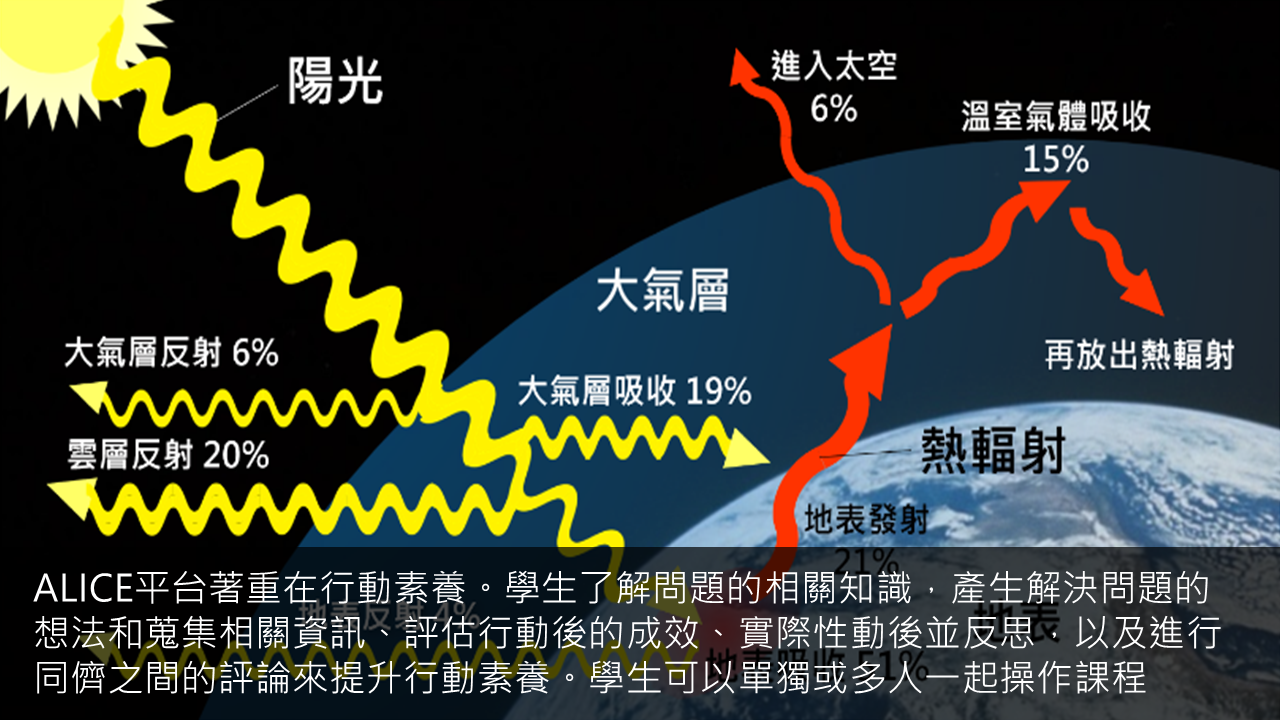 陽光
進入太空
6%
溫室氣體吸收
15%
大氣層
大氣層反射 6%
大氣層吸收 19%
再放出熱輻射
雲層反射 20%
熱輻射
地表發射
21%
地表反射 4%
地表
地表吸收 51%
ALICE平台著重在行動素養。學生了解問題的相關知識，產生解決問題的
想法和蒐集相關資訊、評估行動後的成效、實際性動後並反思，以及進行
同儕之間的評論來提升行動素養。學生可以單獨或多人一起操作課程